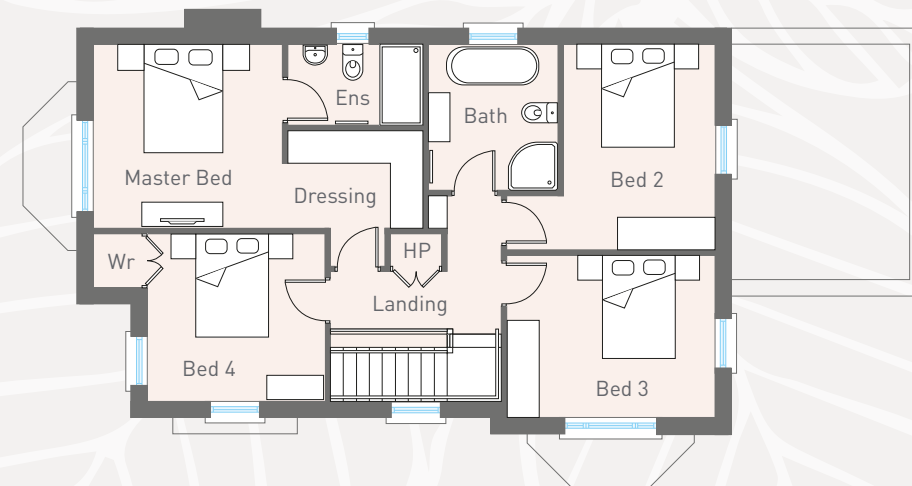 Ens
Bath
Master Bed
Dressing
Bed 2
Wr
HP
Landing
Bed 4
Bed 3